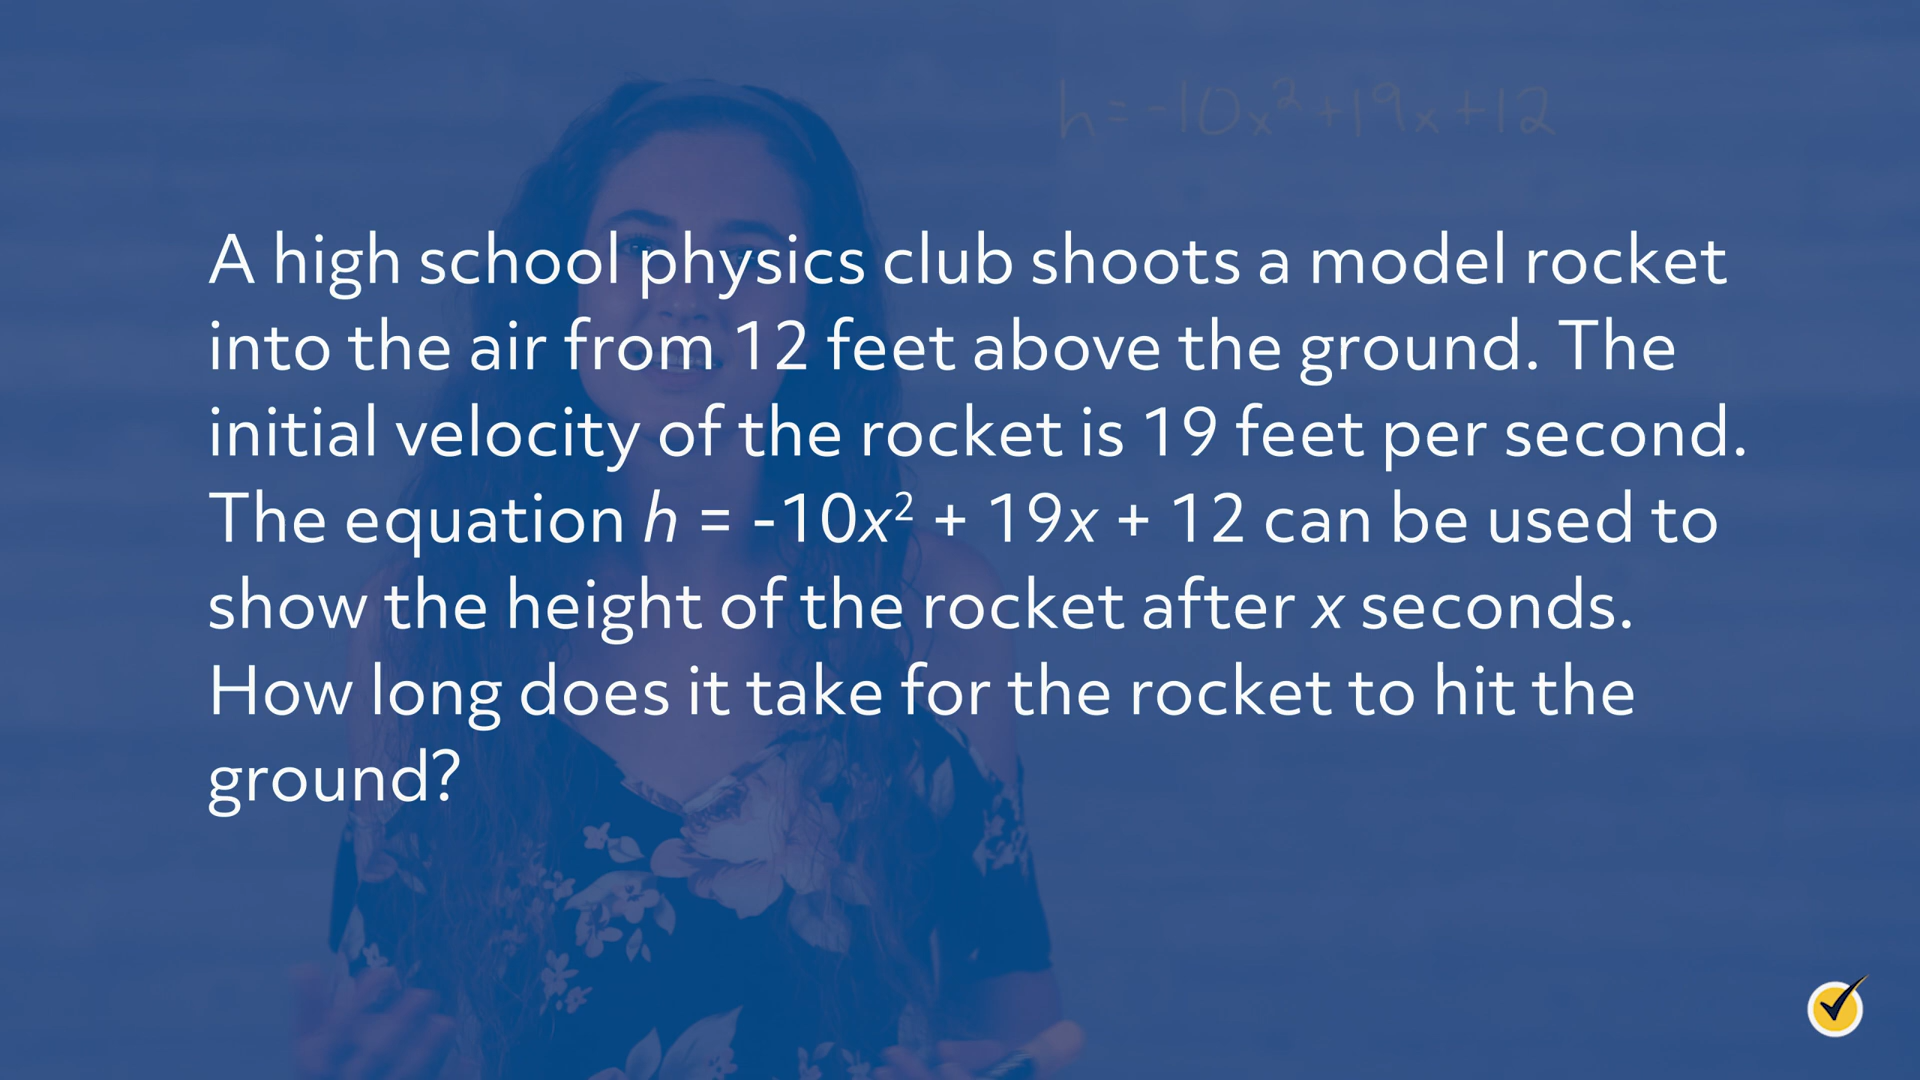 h = -10x² + 19x + 12
A high school physics club shoots a model rocket
into the air from 12 feet above the ground. The
initial velocity of the rocket is 19 feet per second.
The equation h = -10x² + 19x + 12 can be used to
show the height of the rocket after x seconds.
How long does it take for the rocket to hit the
ground?